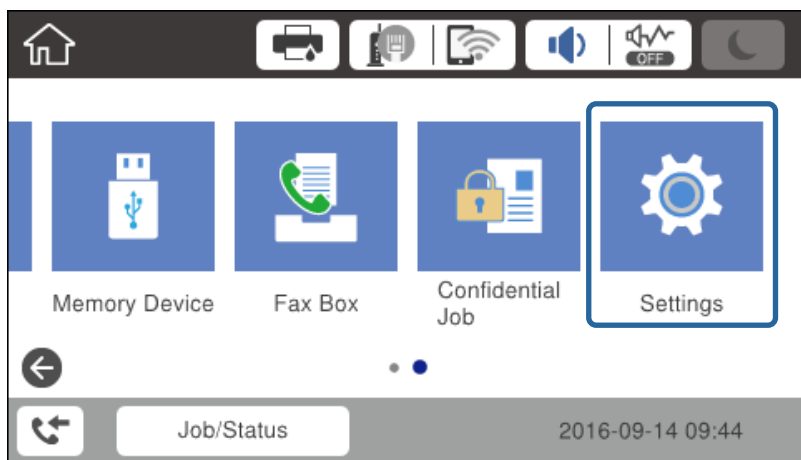 OFF
Memory Device
Fax Box
Confidential
Job
Settings
Job/Status
2016-09-14 09:44